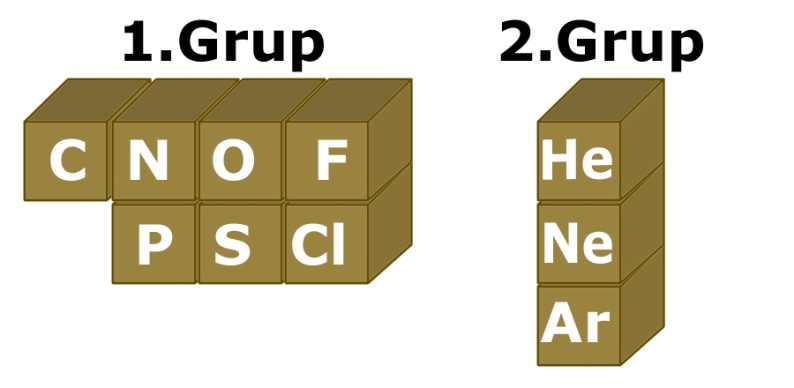 1.Grup 2.Grup
C N O F He
P S Cl Ne
Ar